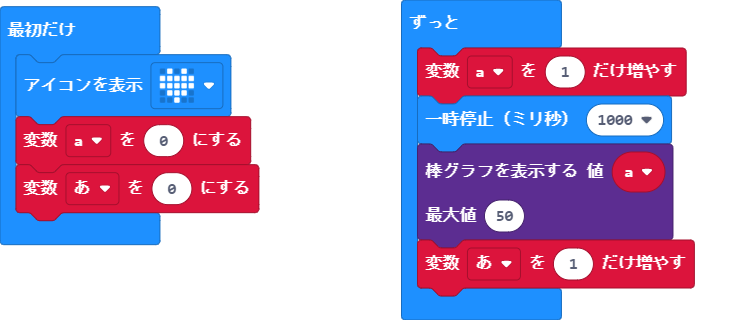 最初だけ
アイコンを表示
変数 a を 0 にする
変数 あ を 0 にする
ずっと
変数 a を 1 だけ増やす
一時停止（ミリ秒） 1000
棒グラフを表示する 値 a
最大値 50
変数 あ を 1 だけ増やす